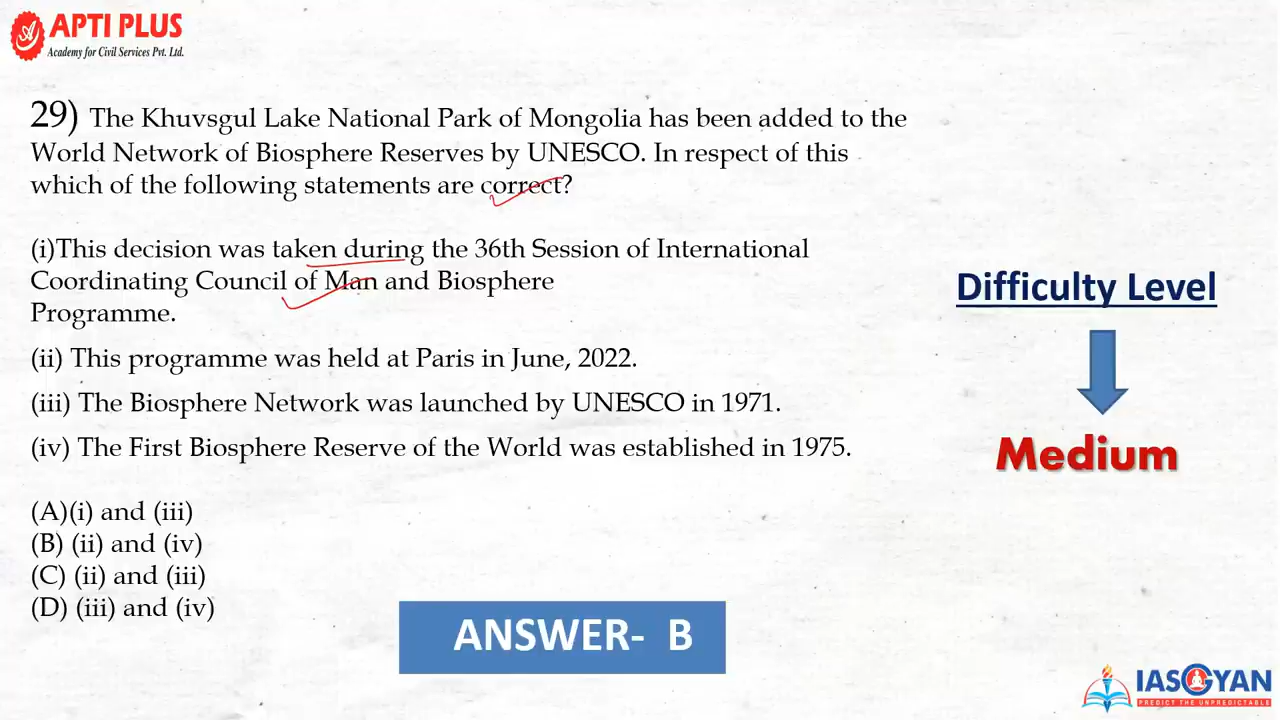 APTI PLUS
Academy for Civil Services Pvt. Ltd.
29) The Khuvsgul Lake National Park of Mongolia has been added to the
World Network of Biosphere Reserves by UNESCO. In respect of this
which of the following statements are correct?
(i)This decision was taken during the 36th Session of International
Coordinating Council of Man and Biosphere
Programme.
(ii) This programme was held at Paris in June, 2022.
(iii) The Biosphere Network was launched by UNESCO in 1971.
(iv) The First Biosphere Reserve of the World was established in 1975.
(A)(i) and (iii)
(B) (ii) and (iv)
(C) (ii) and (iii)
(D) (iii) and (iv)
ANSWER- B
Difficulty Level
Medium
IASGYAN
PREDICT THE UNPREDICTABLE